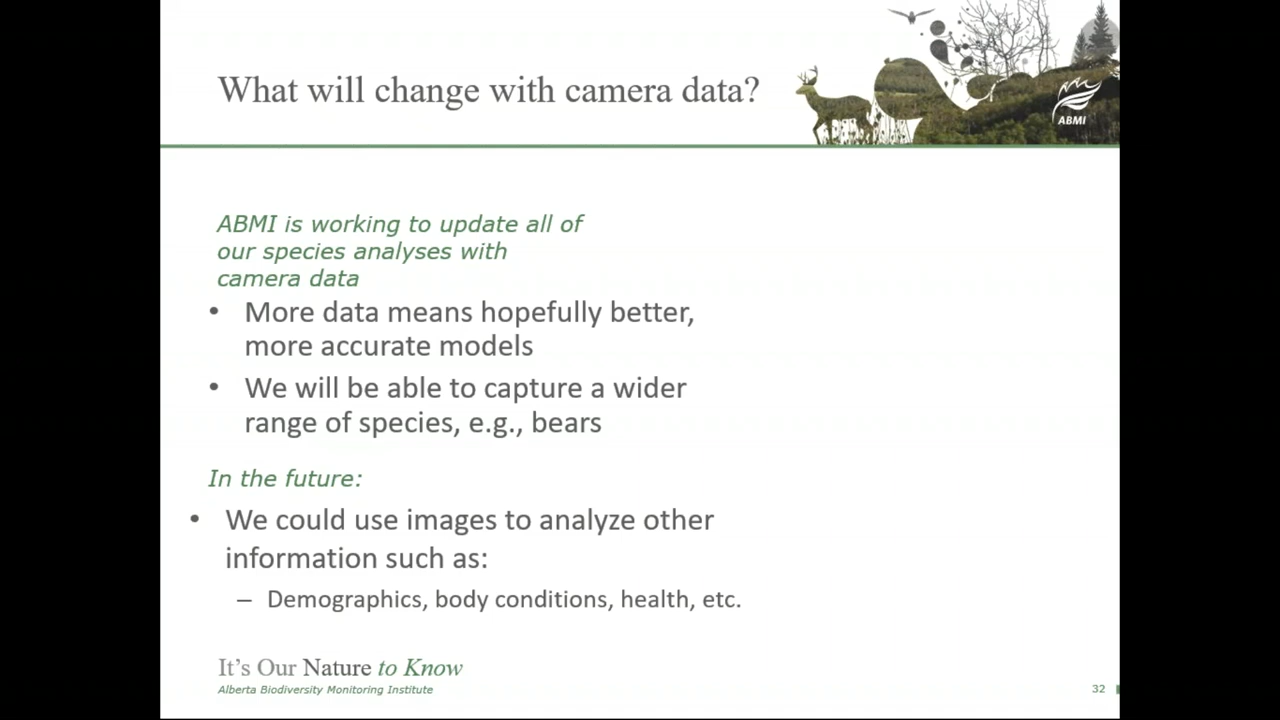 What will change with camera data?
ABMI
ABMI is working to update all of
our species analyses with
camera data
• More data means hopefully better,
more accurate models
• We will be able to capture a wider
range of species, e.g., bears
In the future:
• We could use images to analyze other
information such as:
– Demographics, body conditions, health, etc.
It's Our Nature to Know
Alberta Biodiversity Monitoring Institute
32